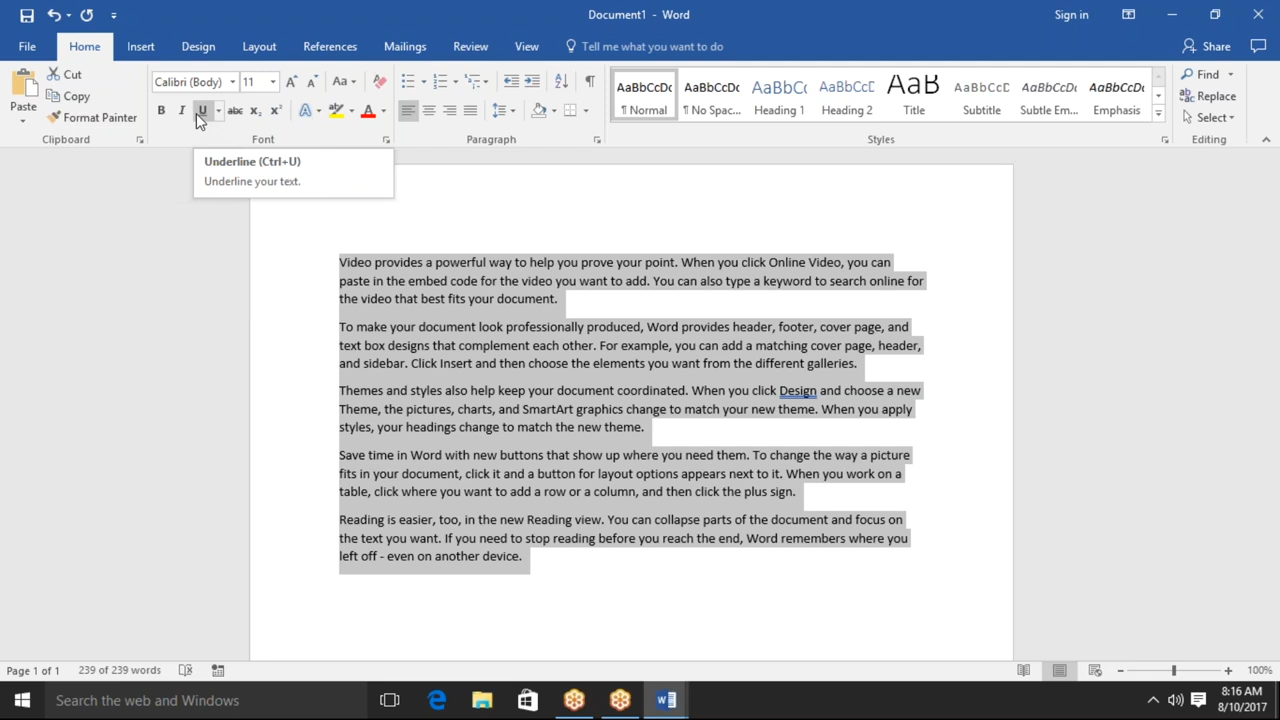 Document1 - Word
Sign in
File Home Insert Design Layout References Mailings Review View Tell me what you want to do Share
Paste
Cut
Copy
Format Painter
Clipboard
Calibri (Body) 11
Aa
B I U abc x₂ x²
A
A
Font
Paragraph
AaBbCcDc
¶ Normal
AaBbCcDc
¶ No Spac...
AaBbCc
Heading 1
AaBbCcC
Heading 2
AaB
Title
AaBbCcC
Subtitle
AaBbCcDc
Subtle Em...
AaBbCcDc
Emphasis
Styles
Find
Replace
Select
Editing
Underline (Ctrl+U)
Underline your text.
Video provides a powerful way to help you prove your point. When you click Online Video, you can
paste in the embed code for the video you want to add. You can also type a keyword to search online for
the video that best fits your document.
To make your document look professionally produced, Word provides header, footer, cover page, and
text box designs that complement each other. For example, you can add a matching cover page, header,
and sidebar. Click Insert and then choose the elements you want from the different galleries.
Themes and styles also help keep your document coordinated. When you click Design and choose a new
Theme, the pictures, charts, and SmartArt graphics change to match your new theme. When you apply
styles, your headings change to match the new theme.
Save time in Word with new buttons that show up where you need them. To change the way a picture
fits in your document, click it and a button for layout options appears next to it. When you work on a
table, click where you want to add a row or a column, and then click the plus sign.
Reading is easier, too, in the new Reading view. You can collapse parts of the document and focus on
the text you want. If you need to stop reading before you reach the end, Word remembers where you
left off - even on another device.
Page 1 of 1 239 of 239 words
100%
Search the web and Windows
8:16 AM
8/10/2017